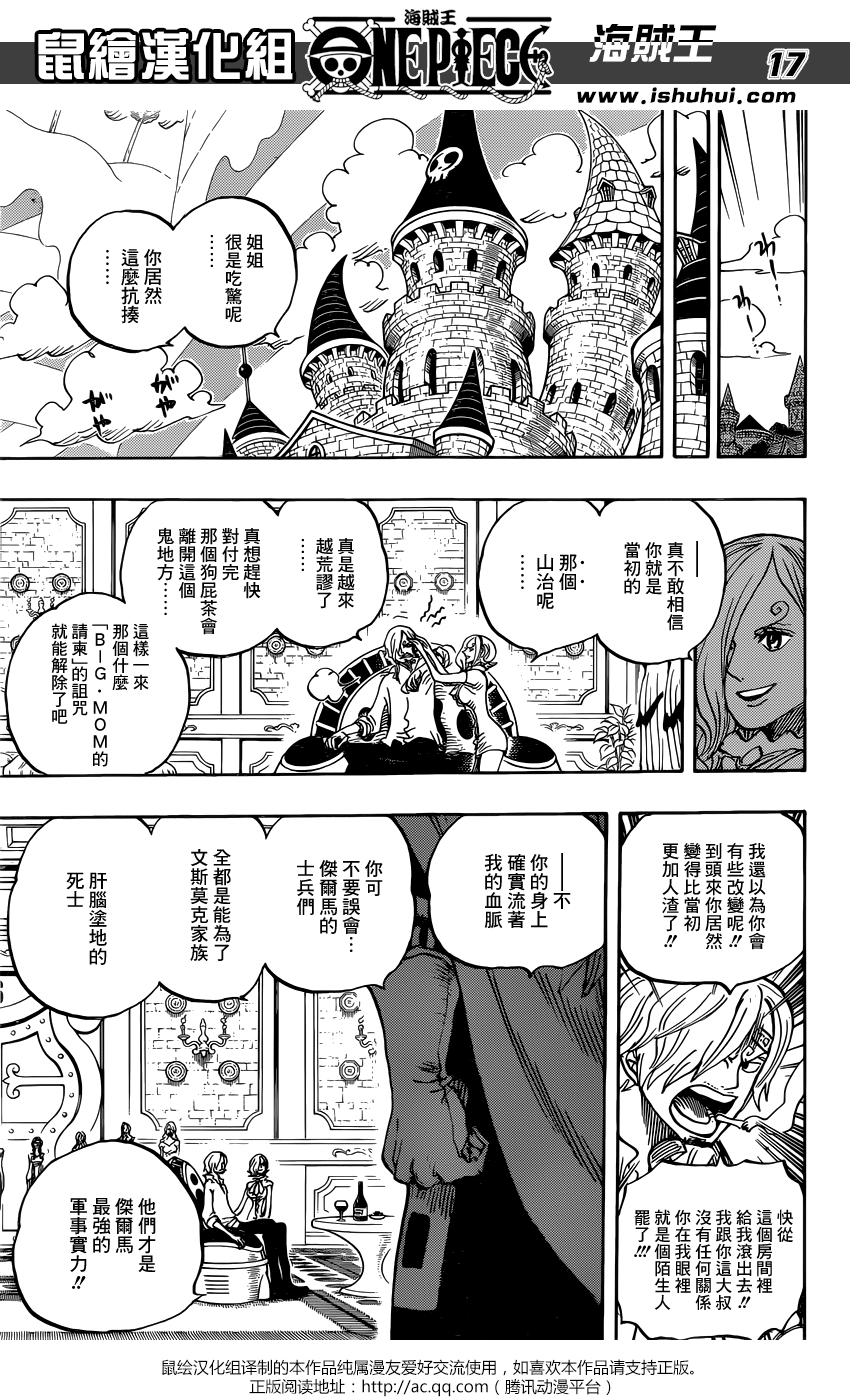 鼠繪漢化組
海賊王
ONE PIECE
海賊王
17
www.ishuhui.com
姐姐
很是吃驚呢
……
你居然
這麼抗揍
……
——
真不敢相信
你就是
當初的
那個
山治呢
……
真是越來
越荒謬了
……
真想趕快
對付完
那個狗屁茶會
離開這個
鬼地方……
這樣一來
那個什麼
「BIG·MOM的
請柬」的詛咒
就能解除了吧
我還以為你會
有些改變呢!!
到頭來你居然
變得比當初
更加人渣了!!
快從
這個房間裡
給我滾出去!!
我跟你這大叔
沒有任何關係
你在我眼裡
就是個陌生人
罷了!!!
——不
你的身上
確實流著
我的血脈
你可
不要誤會…
傑爾馬的
士兵們
全都是能為了
文斯莫克家族
肝腦塗地的
死士
他們才是
傑爾馬
最強的
軍事實力!!
鼠绘汉化组译制的本作品纯属漫友爱好交流使用，如喜欢本作品请支持正版。
正版阅读地址：http://ac.qq.com（腾讯动漫平台）